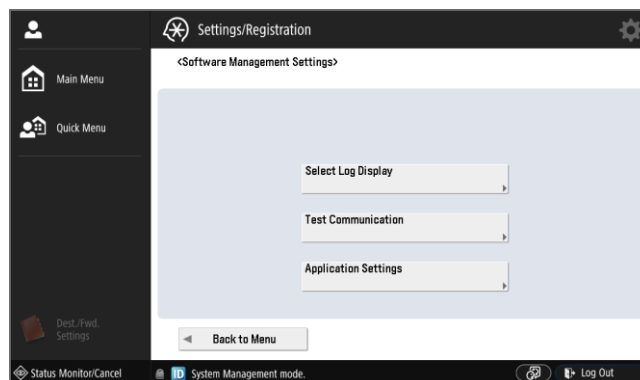 Settings/Registration
<Software Management Settings>
Main Menu
Quick Menu
Select Log Display
Test Communication
Application Settings
Dest./Fwd.
Settings
Back to Menu
Status Monitor/Cancel
ID System Management mode.
Log Out